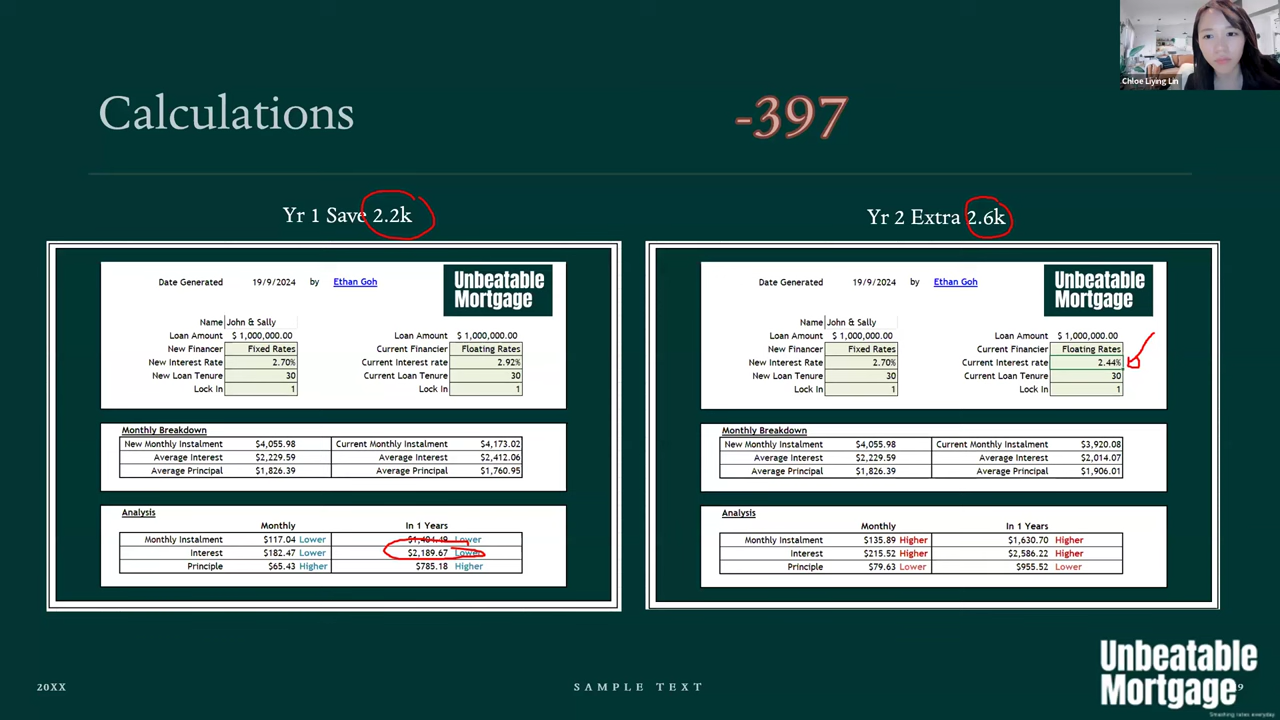 Chloe Liying Lin
Calculations
-397
Yr 1 Save 2.2k
Yr 2 Extra 2.6k
Date Generated 19/9/2024 by Ethan Goh
Unbeatable
Mortgage
Name John & Sally
Loan Amount $ 1,000,000.00 Loan Amount $ 1,000,000.00
New Financer Fixed Rates Current Financier Floating Rates
New Interest Rate 2.70% Current Interest rate 2.92%
New Loan Tenure 30 Current Loan Tenure 30
Lock In 1 Lock In 1
Monthly Breakdown
New Monthly Instalment $4,055.98 Current Monthly Instalment $4,173.02
Average Interest $2,229.59 Average Interest $2,412.06
Average Principal $1,826.39 Average Principal $1,760.95
Analysis
Monthly In 1 Years
Monthly Instalment $117.04 Lower $1,404.49 Lower
Interest $182.47 Lower $2,189.67 Lower
Principle $65.43 Higher $785.18 Higher
Date Generated 19/9/2024 by Ethan Goh
Unbeatable
Mortgage
Name John & Sally
Loan Amount $ 1,000,000.00 Loan Amount $ 1,000,000.00
New Financer Fixed Rates Current Financier Floating Rates
New Interest Rate 2.70% Current Interest rate 2.44%
New Loan Tenure 30 Current Loan Tenure 30
Lock In 1 Lock In 1
Monthly Breakdown
New Monthly Instalment $4,055.98 Current Monthly Instalment $3,920.08
Average Interest $2,229.59 Average Interest $2,014.07
Average Principal $1,826.39 Average Principal $1,906.01
Analysis
Monthly In 1 Years
Monthly Instalment $135.89 Higher $1,630.70 Higher
Interest $215.52 Higher $2,586.22 Higher
Principle $79.63 Lower $955.52 Lower
20XX
SAMPLE TEXT
Unbeatable
Mortgage
9
Smashing rates everyday